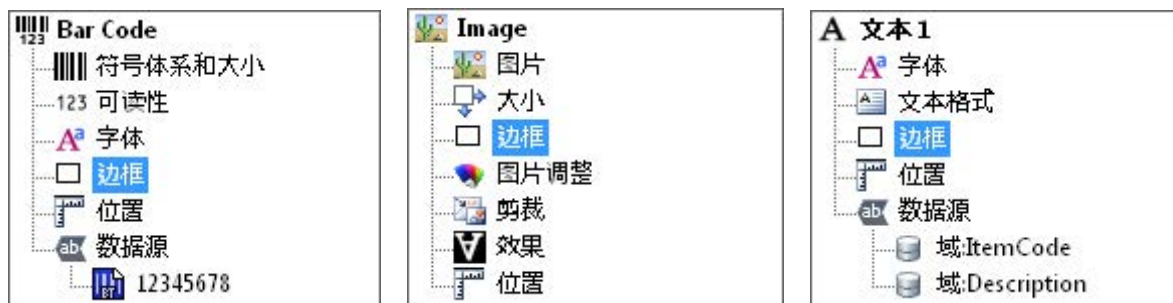 Bar Code
符号体系和大小
123 可读性
字体
边框
位置
数据源
12345678
Image
图片
大小
边框
图片调整
剪裁
效果
位置
A 文本 1
字体
文本格式
边框
位置
数据源
域:ItemCode
域:Description